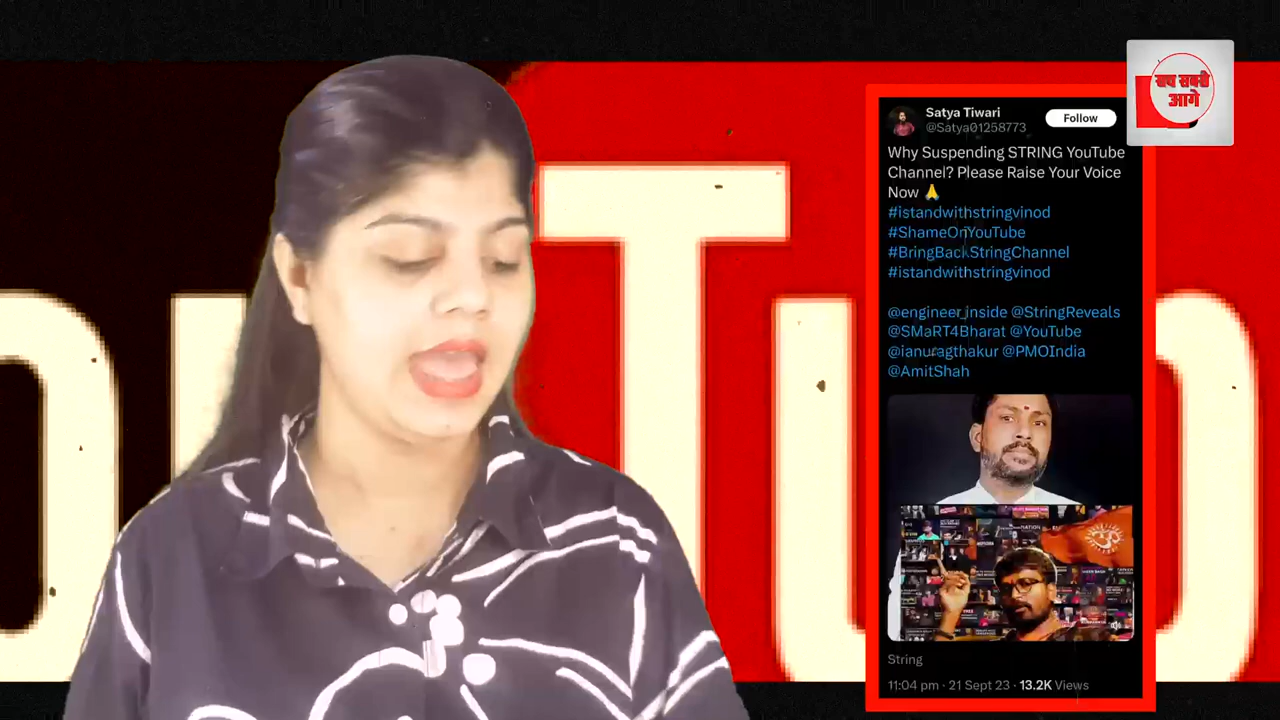 सच सबसे
आगे
Satya Tiwari
@Satya01258773
Follow
Why Suspending STRING YouTube
Channel? Please Raise Your Voice
Now 🙏
#istandwithstringvinod
#ShameOnYouTube
#BringBackStringChannel
#istandwithstringvinod
@engineer_inside @StringReveals
@SMaRT4Bharat @YouTube
@ianuragthakur @PMOIndia
@AmitShah
String
11:04 pm · 21 Sept 23 · 13.2K Views